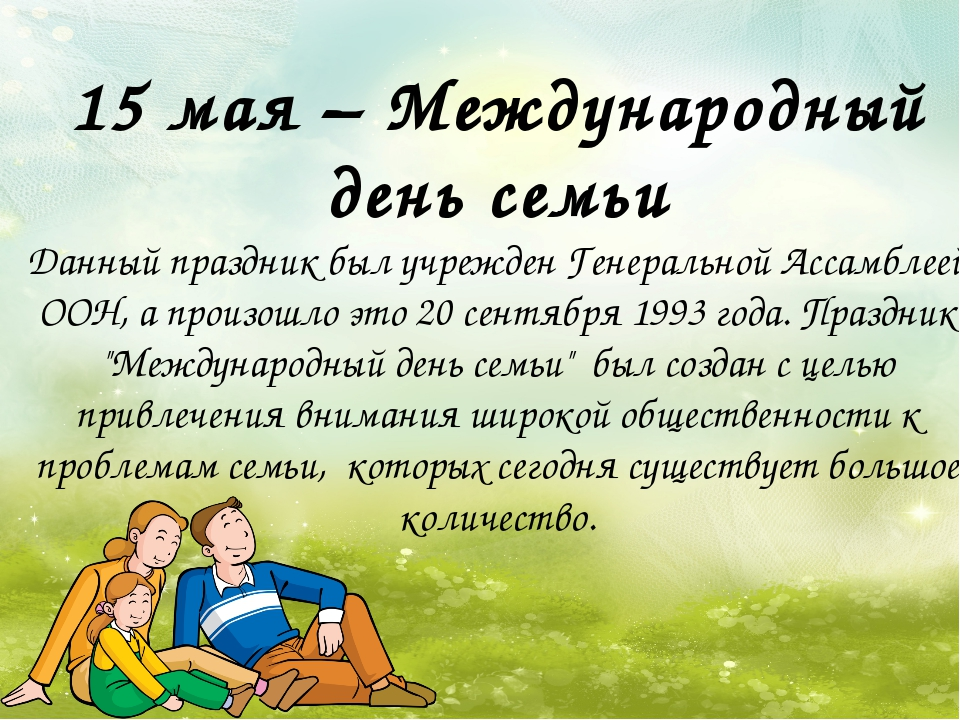 15 мая – Международный
день семьи
Данный праздник был учрежден Генеральной Ассамблеей
ООН, а произошло это 20 сентября 1993 года. Праздник
"Международный день семьи" был создан с целью
привлечения внимания широкой общественности к
проблемам семьи, которых сегодня существует большое
количество.